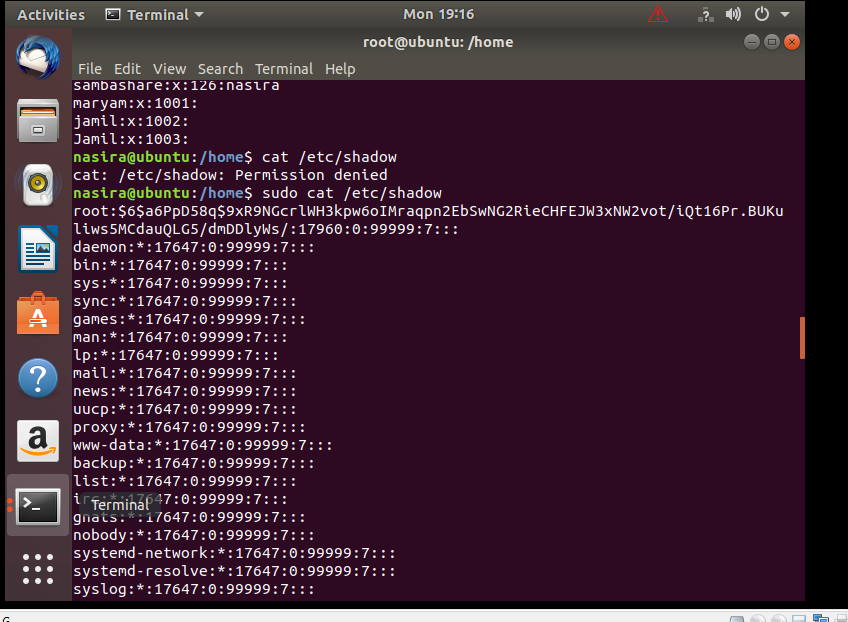 Activities Terminal Mon 19:16
root@ubuntu: /home
File Edit View Search Terminal Help
sambashare:x:126:nasira
maryam:x:1001:
jamil:x:1002:
Jamil:x:1003:
nasira@ubuntu:/home$ cat /etc/shadow
cat: /etc/shadow: Permission denied
nasira@ubuntu:/home$ sudo cat /etc/shadow
root:$6$a6PpD58q$9xR9NGcrlWH3kpw6oIMraqpn2EbSwNG2RieCHFEJW3xNW2vot/iQt16Pr.BUKu
liws5MCdauQLG5/dmDDlyWs/:17960:0:99999:7:::
daemon:*:17647:0:99999:7:::
bin:*:17647:0:99999:7:::
sys:*:17647:0:99999:7:::
sync:*:17647:0:99999:7:::
games:*:17647:0:99999:7:::
man:*:17647:0:99999:7:::
lp:*:17647:0:99999:7:::
mail:*:17647:0:99999:7:::
news:*:17647:0:99999:7:::
uucp:*:17647:0:99999:7:::
proxy:*:17647:0:99999:7:::
www-data:*:17647:0:99999:7:::
backup:*:17647:0:99999:7:::
list:*:17647:0:99999:7:::
irc:*:17647:0:99999:7:::
Terminal
gnats:*:17647:0:99999:7:::
nobody:*:17647:0:99999:7:::
systemd-network:*:17647:0:99999:7:::
systemd-resolve:*:17647:0:99999:7:::
syslog:*:17647:0:99999:7:::